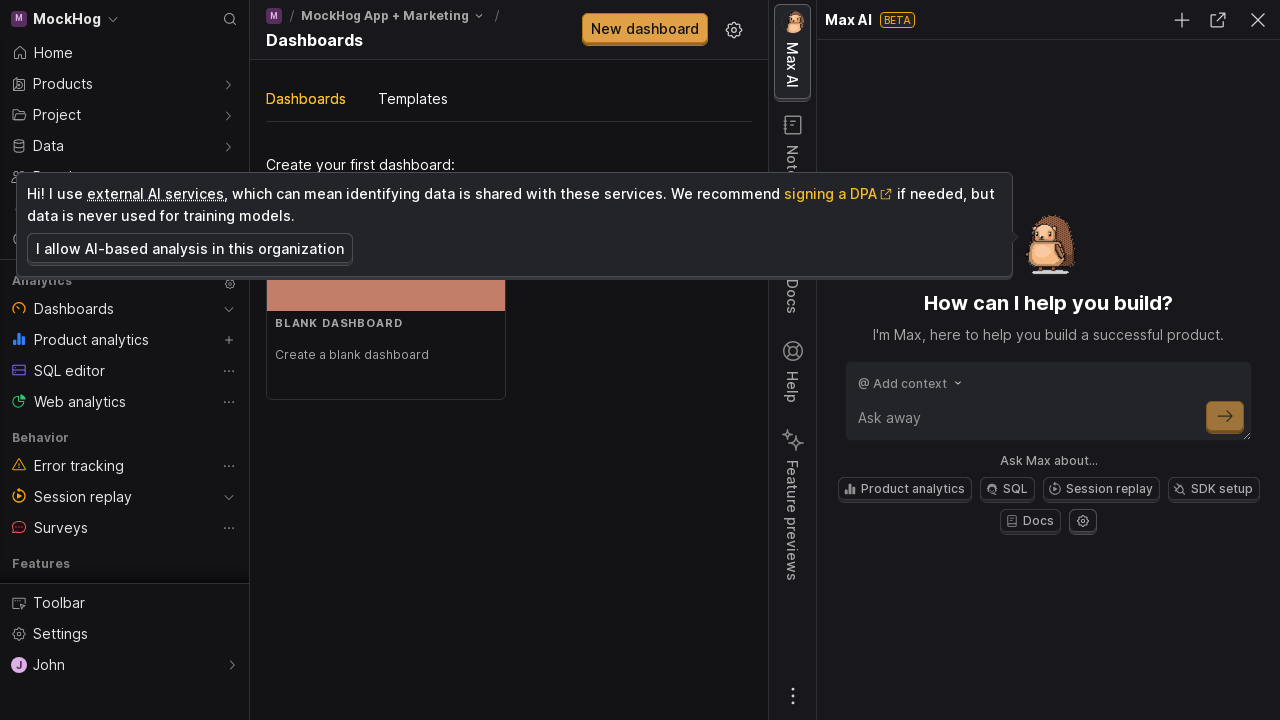 M MockHog
Home
Products
Project
Data
Analytics
Dashboards
Product analytics
SQL editor
Web analytics
Behavior
Error tracking
Session replay
Surveys
Features
Toolbar
Settings
J John
M / MockHog App + Marketing /
Dashboards
New dashboard
Dashboards Templates
Create your first dashboard:
Hi! I use external AI services, which can mean identifying data is shared with these services. We recommend signing a DPA if needed, but
data is never used for training models.
I allow AI-based analysis in this organization
BLANK DASHBOARD
Create a blank dashboard
Max AI
Docs
Help
Feature previews
Max AI BETA
How can I help you build?
I'm Max, here to help you build a successful product.
@ Add context
Ask away
Ask Max about...
Product analytics SQL Session replay SDK setup
Docs